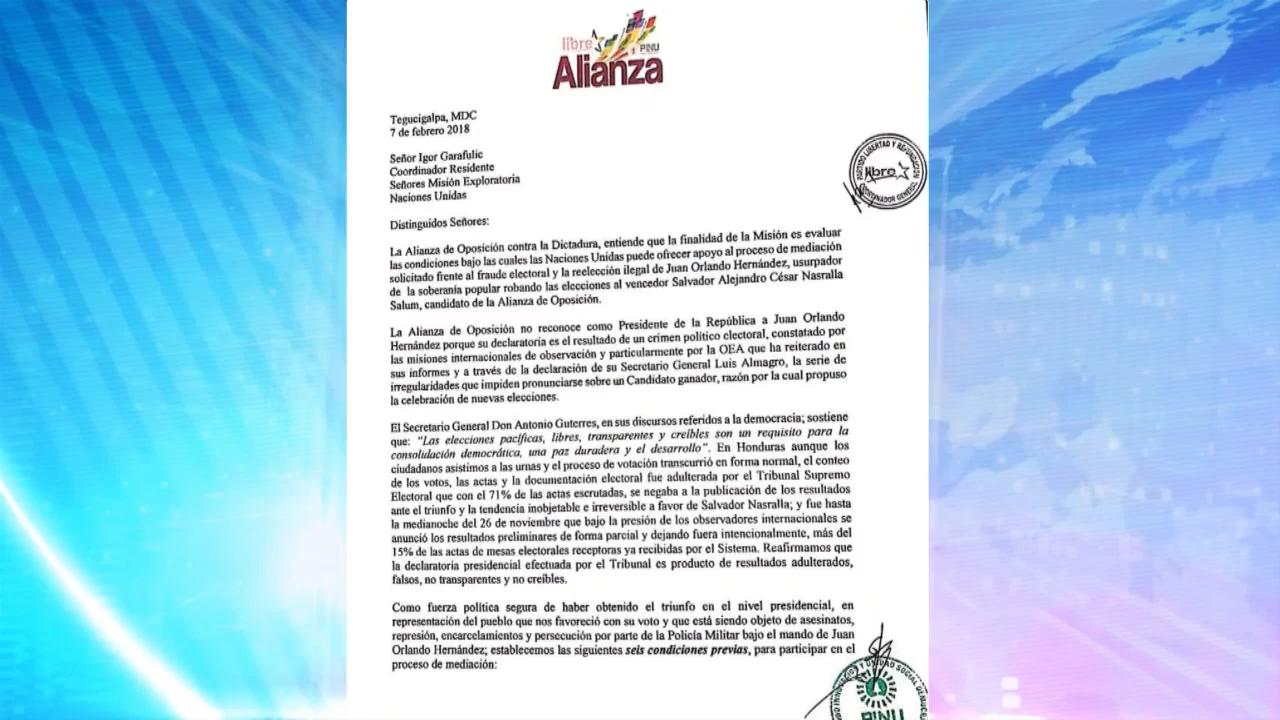 libre
PINU
Alianza
Tegucigalpa, MDC
7 de febrero 2018
Señor Igor Garafulic
Coordinador Residente
Señores Misión Exploratoria
Naciones Unidas
Distinguidos Señores:
La Alianza de Oposición contra la Dictadura, entiende que la finalidad de la Misión es evaluar
las condiciones bajo las cuales las Naciones Unidas puede ofrecer apoyo al proceso de mediación
solicitado frente al fraude electoral y la reelección ilegal de Juan Orlando Hernández, usurpador
de la soberanía popular robando las elecciones al vencedor Salvador Alejandro César Nasralla
Salum, candidato de la Alianza de Oposición.
La Alianza de Oposición no reconoce como Presidente de la República a Juan Orlando
Hernández porque su declaratoria es el resultado de un crimen político electoral, constatado por
las misiones internacionales de observación y particularmente por la OEA que ha reiterado en
sus informes y a través de la declaración de su Secretario General Luis Almagro, la serie de
irregularidades que impiden pronunciarse sobre un Candidato ganador, razón por la cual propuso
la celebración de nuevas elecciones.
El Secretario General Don Antonio Guterres, en sus discursos referidos a la democracia; sostiene
que: "Las elecciones pacíficas, libres, transparentes y creíbles son un requisito para la
consolidación democrática, una paz duradera y el desarrollo". En Honduras aunque los
ciudadanos asistimos a las urnas y el proceso de votación transcurrió en forma normal, el conteo
de los votos, las actas y la documentación electoral fue adulterada por el Tribunal Supremo
Electoral que con el 71% de las actas escrutadas, se negaba a la publicación de los resultados
ante el triunfo y la tendencia inobjetable e irreversible a favor de Salvador Nasralla; y fue hasta
la medianoche del 26 de noviembre que bajo la presión de los observadores internacionales se
anunció los resultados preliminares de forma parcial y dejando fuera intencionalmente, más del
15% de las actas de mesas electorales receptoras ya recibidas por el Sistema. Reafirmamos que
la declaratoria presidencial efectuada por el Tribunal es producto de resultados adulterados,
falsos, no transparentes y no creíbles.
Como fuerza política segura de haber obtenido el triunfo en el nivel presidencial, en
representación del pueblo que nos favoreció con su voto y que está siendo objeto de asesinatos,
represión, encarcelamientos y persecución por parte de la Policía Militar bajo el mando de Juan
Orlando Hernández; establecemos las siguientes seis condiciones previas, para participar en el
proceso de mediación:
PARTIDO LIBERTAD Y REFUNDACION
libre
COORDINADOR GENERAL
PINU